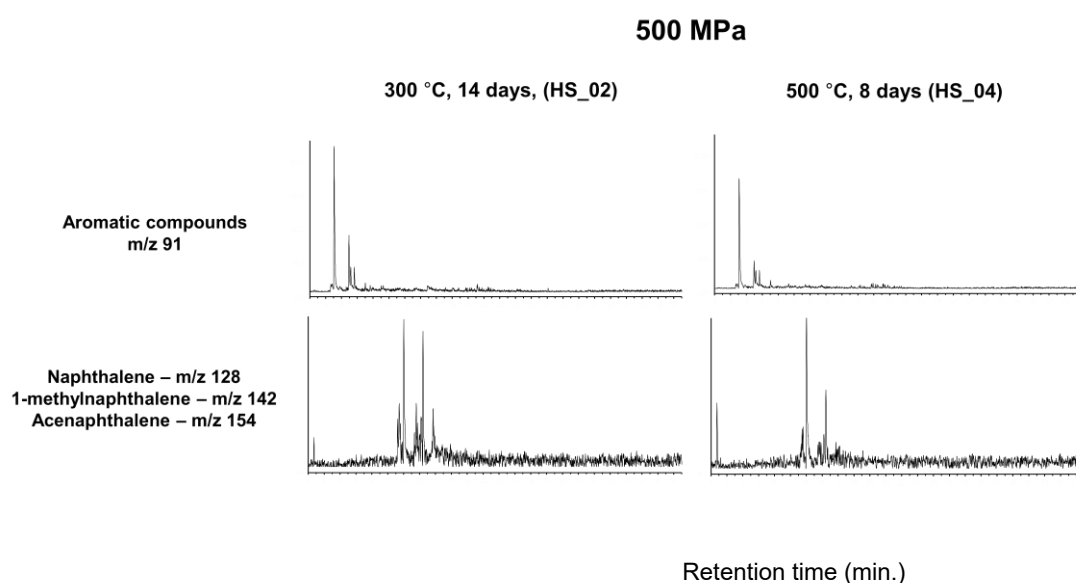 500 MPa
300 °C, 14 days, (HS_02)
500 °C, 8 days (HS_04)
Aromatic compounds
m/z 91
Naphthalene – m/z 128
1-methylnaphthalene – m/z 142
Acenaphthalene – m/z 154
Retention time (min.)